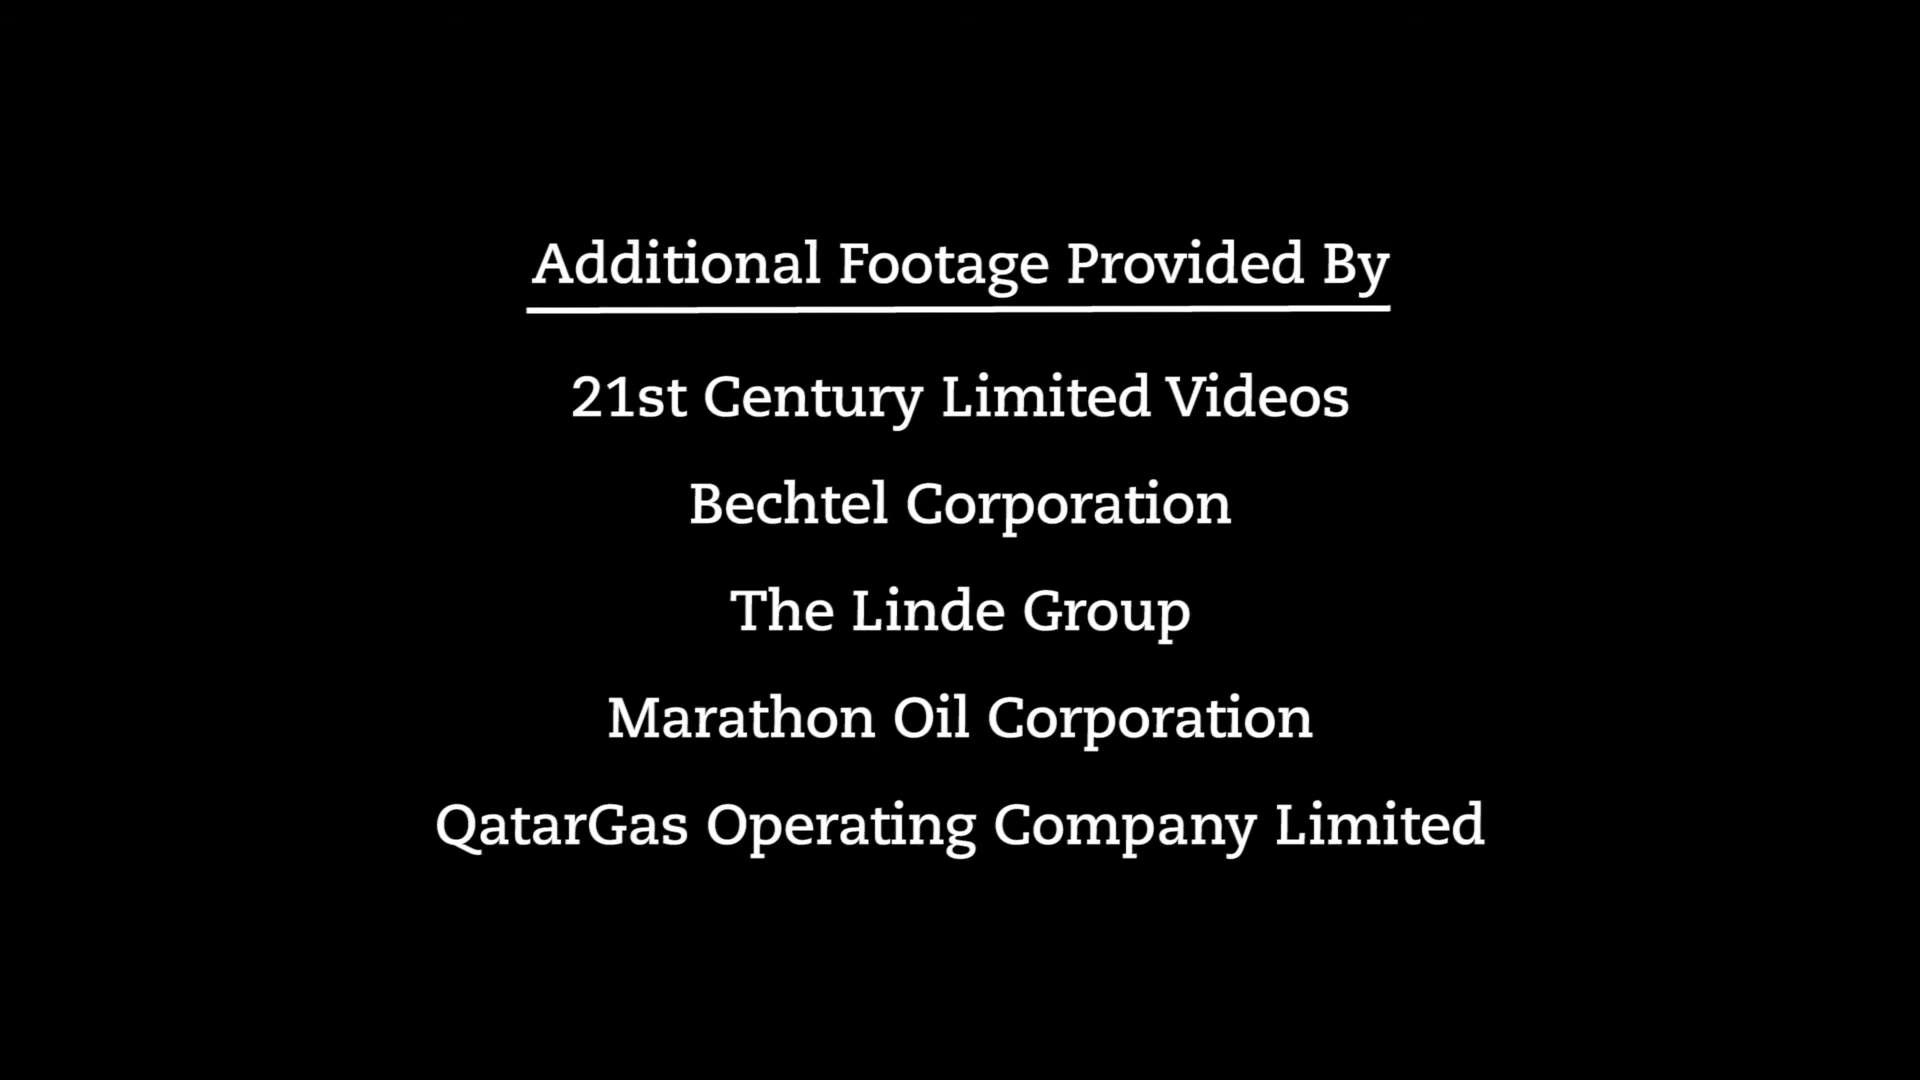 Additional Footage Provided By
21st Century Limited Videos
Bechtel Corporation
The Linde Group
Marathon Oil Corporation
QatarGas Operating Company Limited